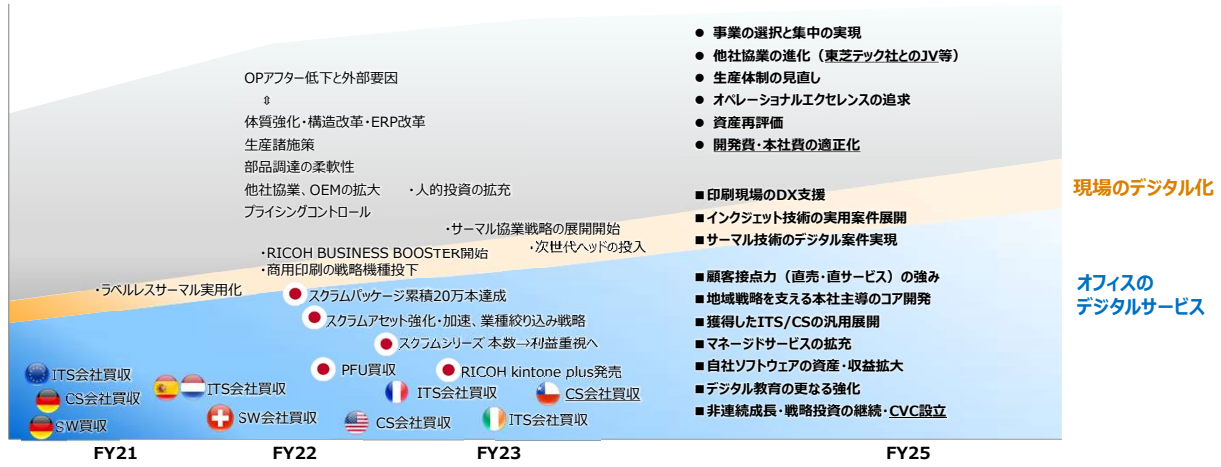 ● 事業の選択と集中の実現
● 他社協業の進化（東芝テック社とのJV等）
● 生産体制の見直し
● オペレーショナルエクセレンスの追求
● 資産再評価
● 開発費・本社費の適正化
OPアフター低下と外部要因
⇕
体質強化・構造改革・ERP改革
生産諸施策
部品調達の柔軟性
他社協業、OEMの拡大 ・人的投資の拡充
プライシングコントロール
・サーマル協業戦略の展開開始
・次世代ヘッドの投入
・RICOH BUSINESS BOOSTER開始
・商用印刷の戦略機種投下
・ラベルレスサーマル実用化
■印刷現場のDX支援
■インクジェット技術の実用案件展開
■サーマル技術のデジタル案件実現
現場のデジタル化
スクラムパッケージ累積20万本達成
スクラムアセット強化・加速、業種絞り込み戦略
スクラムシリーズ 本数→利益重視へ
PFU買収
RICOH kintone plus発売
ITS会社買収
CS会社買収
SW買収
ITS会社買収
SW会社買収
ITS会社買収
CS会社買収
CS会社買収
ITS会社買収
■顧客接点力（直売・直サービス）の強み
■地域戦略を支える本社主導のコア開発
■獲得したITS/CSの汎用展開
■マネージドサービスの拡充
■自社ソフトウェアの資産・収益拡大
■デジタル教育の更なる強化
■非連続成長・戦略投資の継続・CVC設立
オフィスの
デジタルサービス
FY21 FY22 FY23 FY25